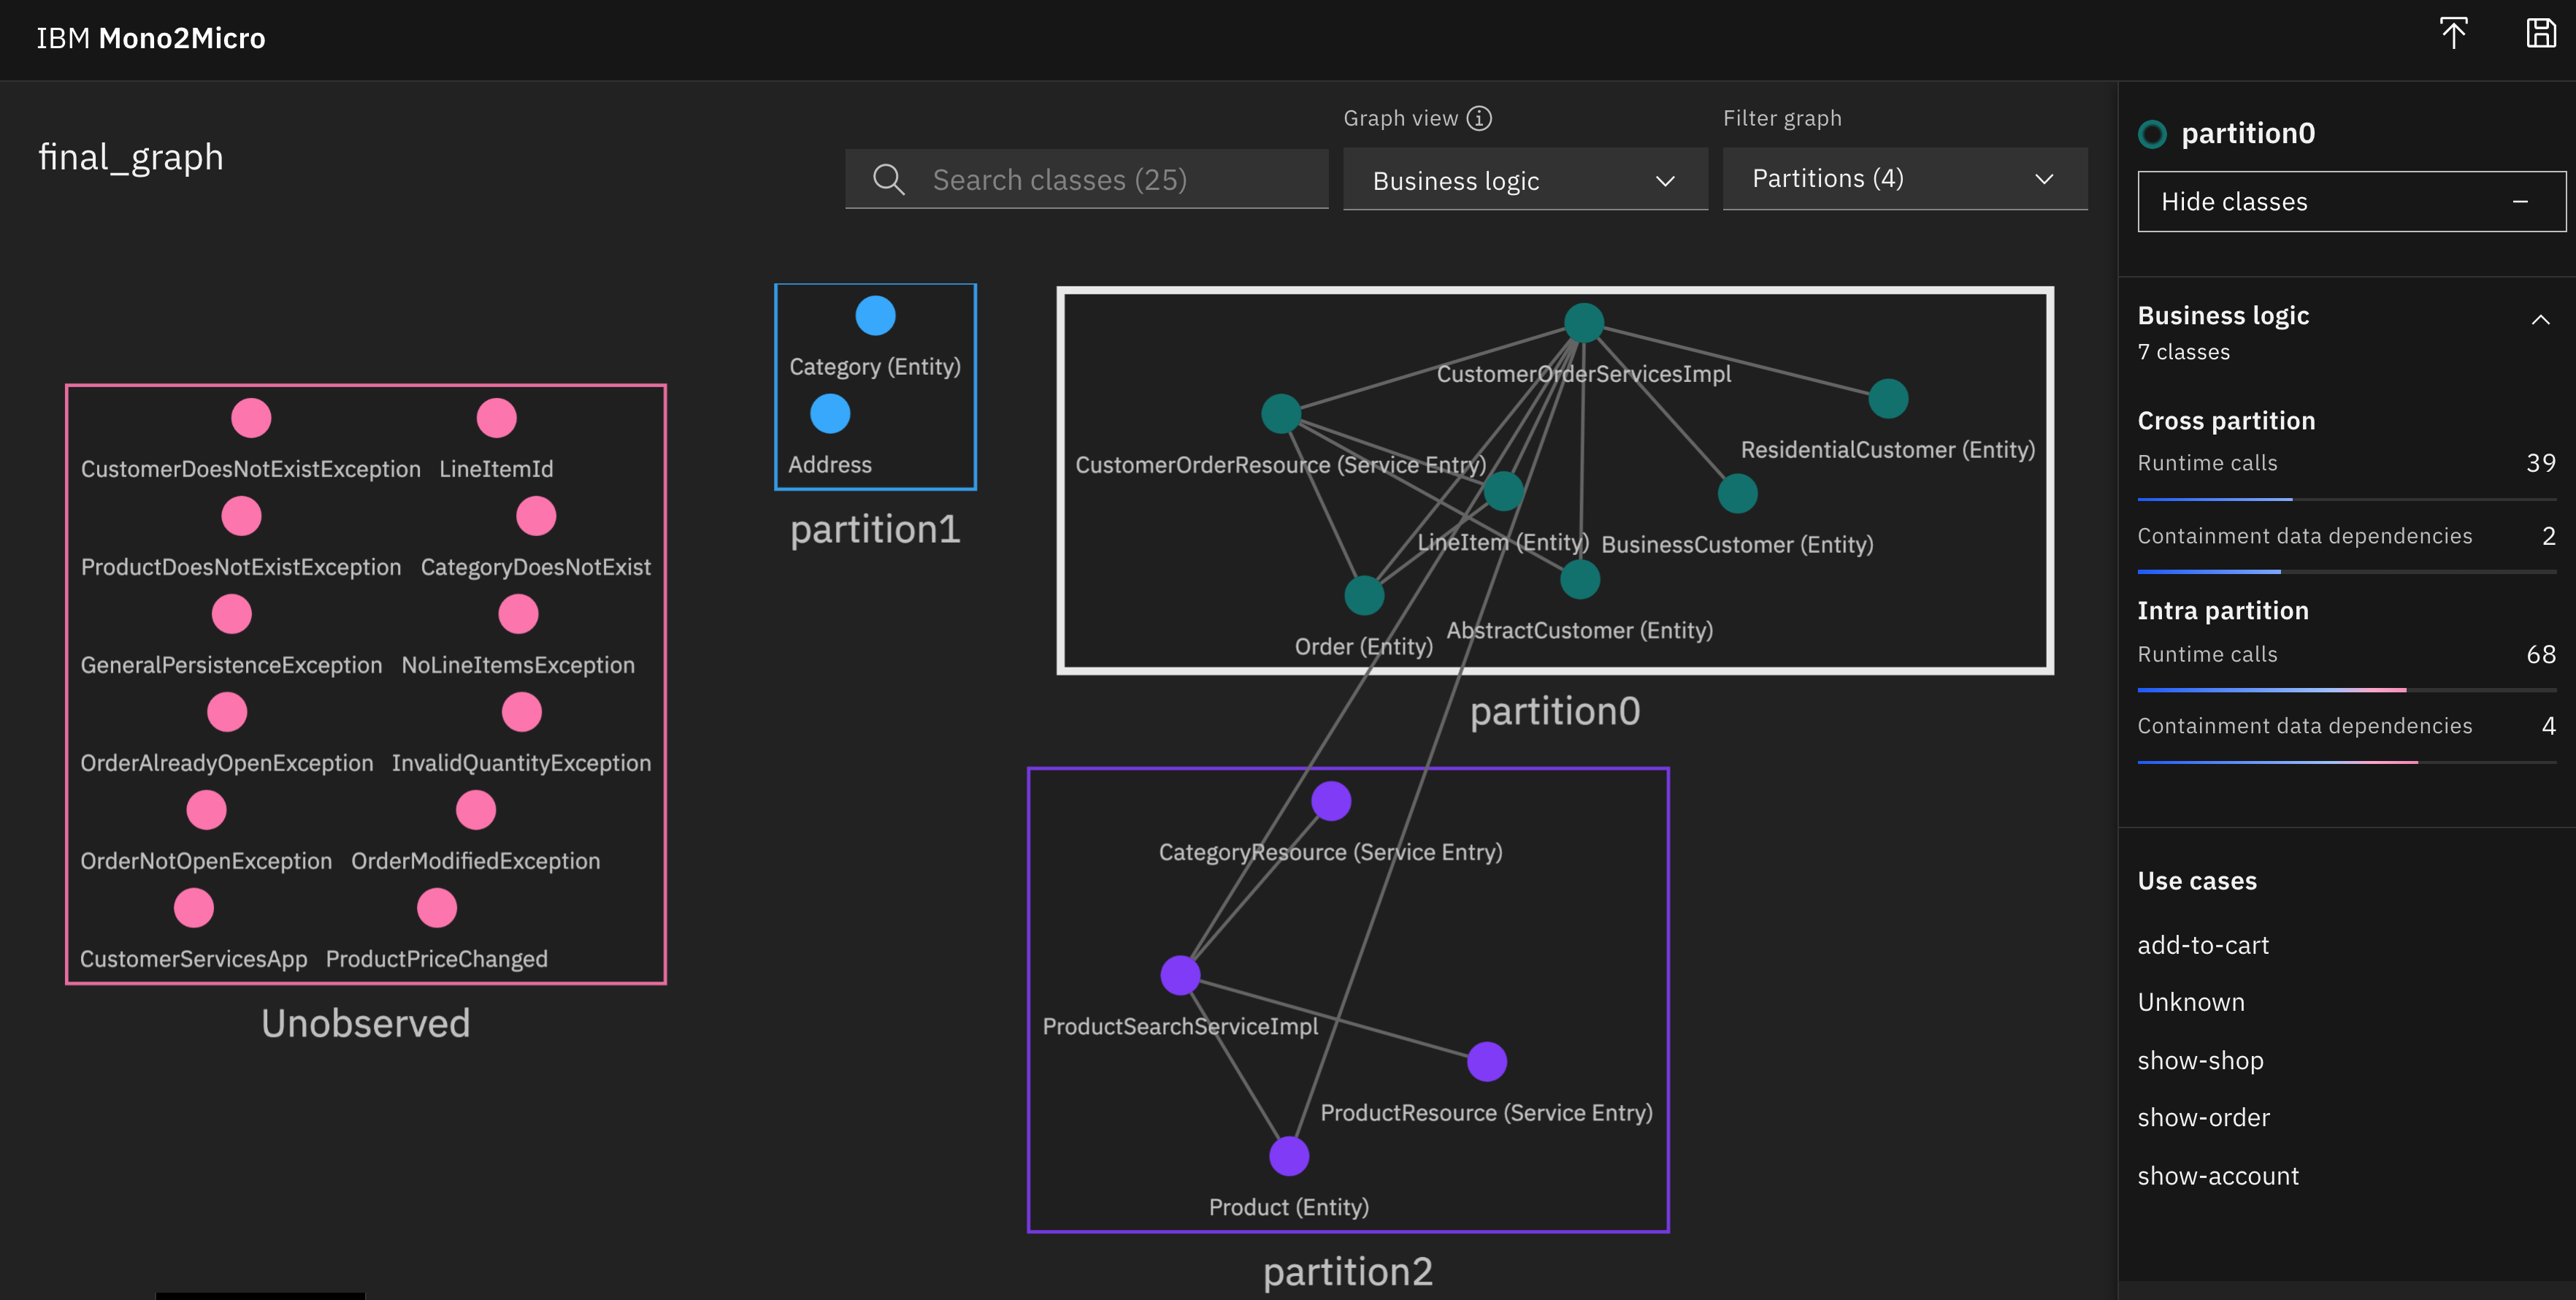 IBM Mono2Micro
final_graph
Search classes (25)
Graph view
Business logic
Filter graph
Partitions (4)
CustomerDoesNotExistException LineItemId
ProductDoesNotExistException CategoryDoesNotExist
GeneralPersistenceException NoLineItemsException
OrderAlreadyOpenException InvalidQuantityException
OrderNotOpenException OrderModifiedException
CustomerServicesApp ProductPriceChanged
Unobserved
Category (Entity)
Address
partition1
CustomerOrderServicesImpl
ResidentialCustomer (Entity)
CustomerOrderResource (Service Entry)
LineItem (Entity) BusinessCustomer (Entity)
AbstractCustomer (Entity)
Order (Entity)
partition0
CategoryResource (Service Entry)
ProductSearchServiceImpl
ProductResource (Service Entry)
Product (Entity)
partition2
partition0
Hide classes
Business logic
7 classes
Cross partition
Runtime calls 39
Containment data dependencies 2
Intra partition
Runtime calls 68
Containment data dependencies 4
Use cases
add-to-cart
Unknown
show-shop
show-order
show-account